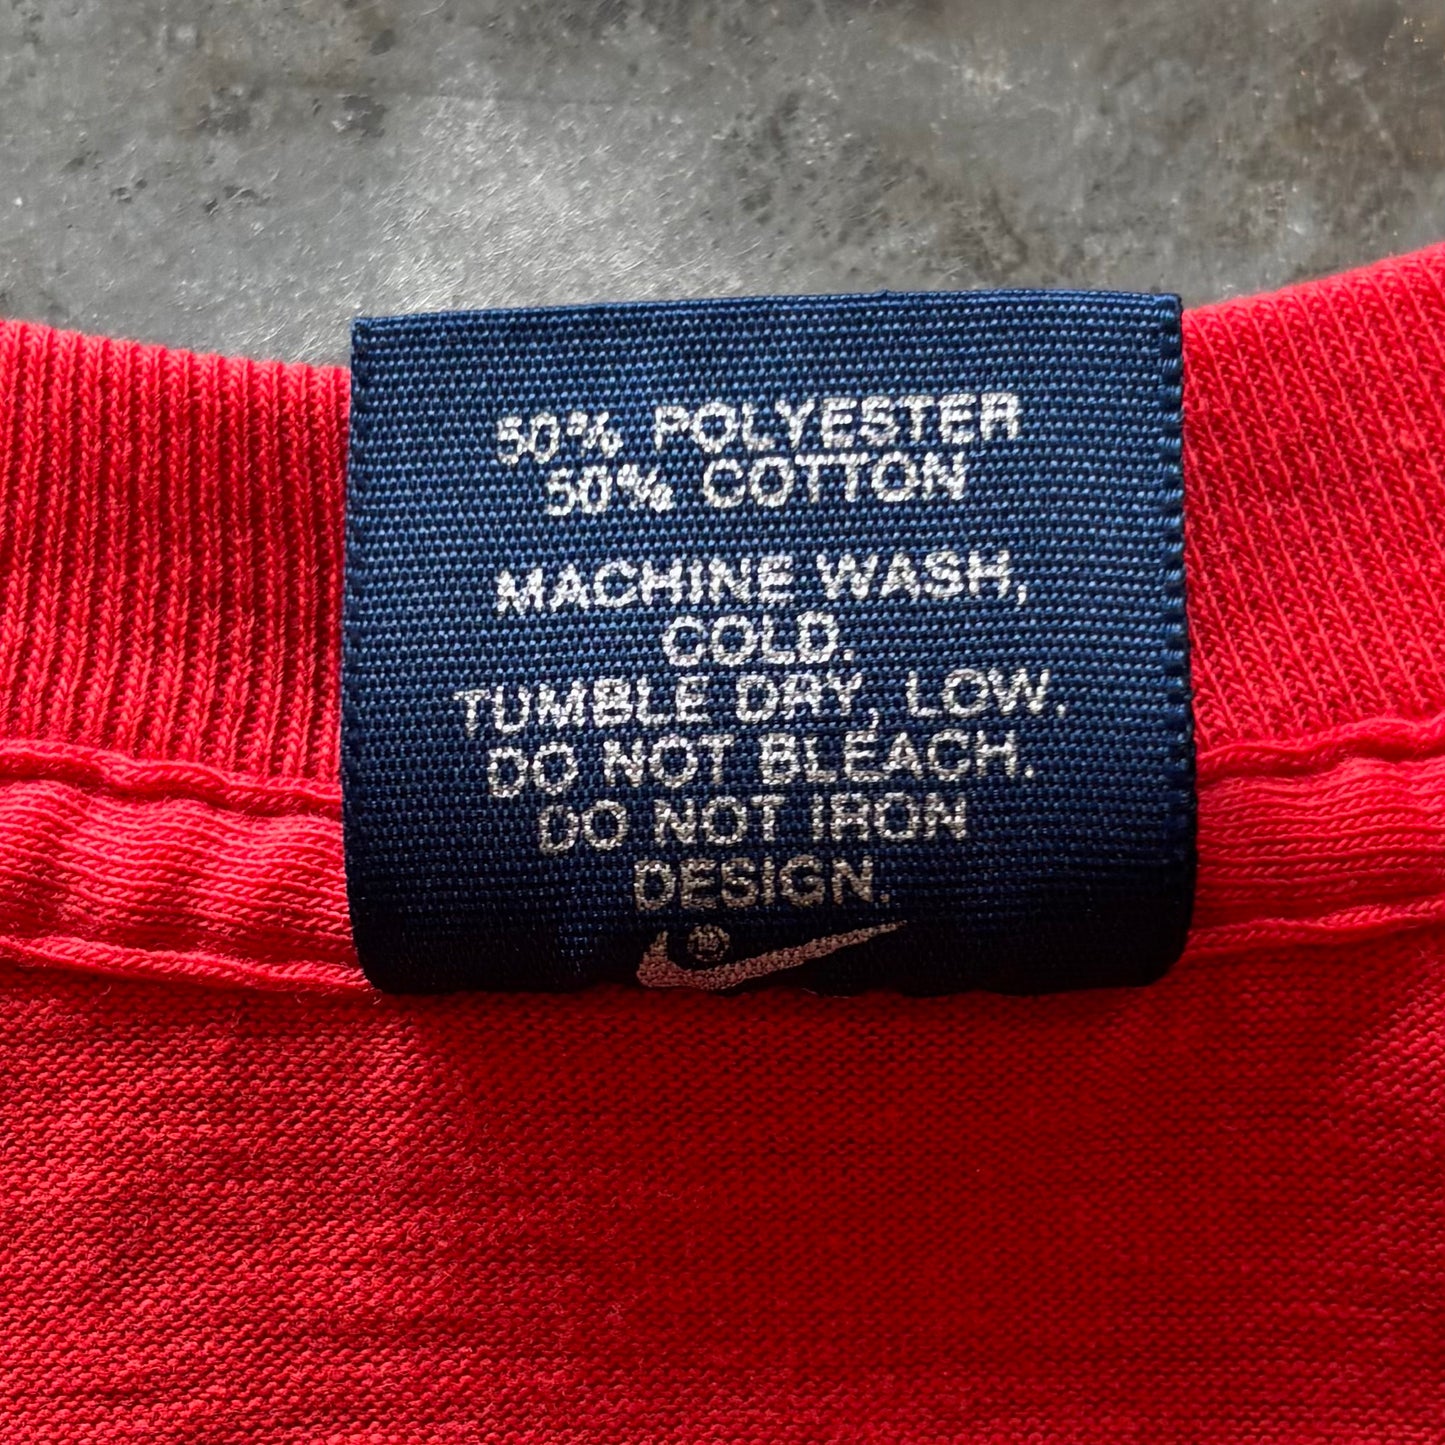 50% POLYESTER
50% COTTON
MACHINE WASH,
COLD.
TUMBLE DRY, LOW.
DO NOT BLEACH.
DO NOT IRON
DESIGN.